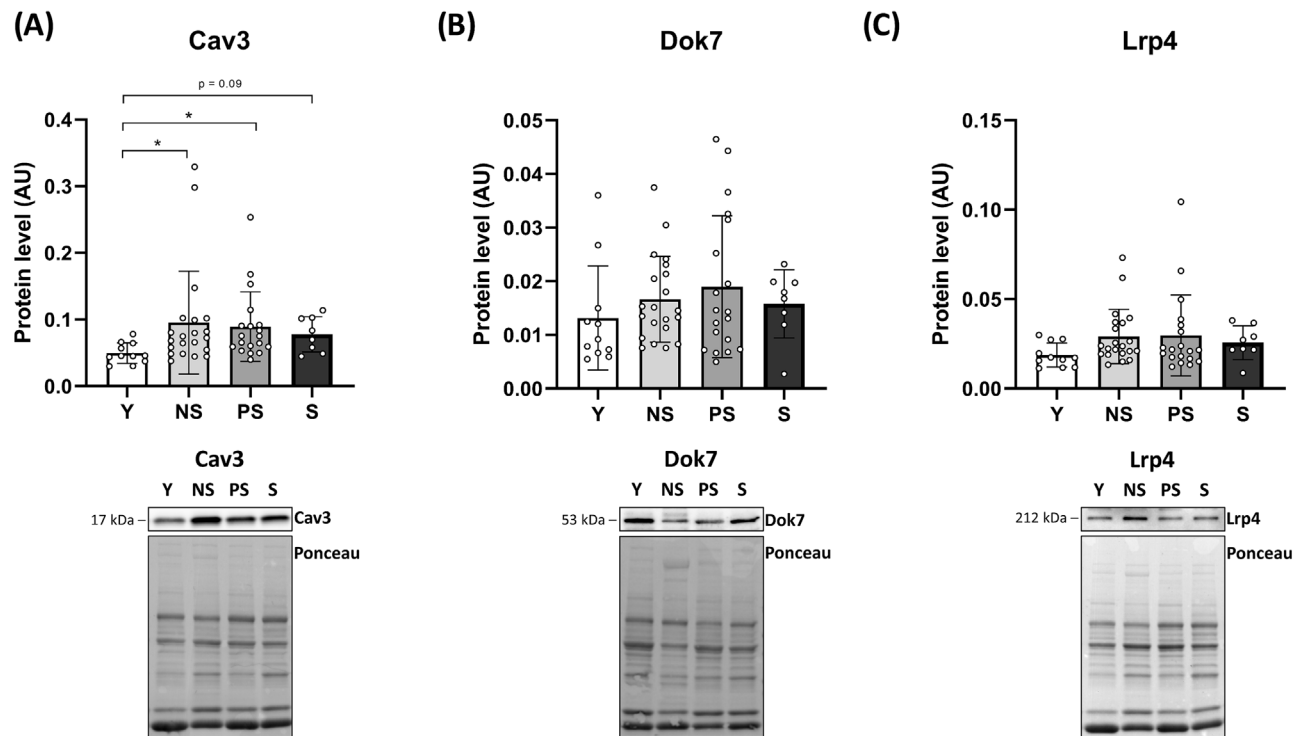 (A)
Cav3
p = 0.09
*
*
Protein level (AU)
0.4
0.3
0.2
0.1
0.0
Y NS PS S
Cav3
Y NS PS S
17 kDa
Cav3
Ponceau
(B)
Dok7
Protein level (AU)
0.05
0.04
0.03
0.02
0.01
0.00
Y NS PS S
Dok7
Y NS PS S
53 kDa
Dok7
Ponceau
(C)
Lrp4
Protein level (AU)
0.15
0.10
0.05
0.00
Y NS PS S
Lrp4
Y NS PS S
212 kDa
Lrp4
Ponceau